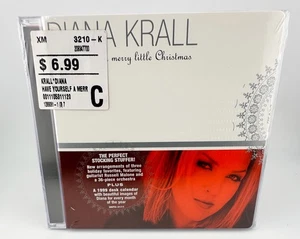 DIANA KRALL
merry little Christmas
XM 3210-K
$ 6.99
KRALL*DIANA
HAVE YOURSELF A MERR
C
THE PERFECT
STOCKING STUFFER!
New arrangements of three
holiday favorites, featuring
guitarist Russell Malone and
a 36-piece orchestra
PLUS
A 1999 desk calendar
with beautiful images of
Diana for every month
of the year